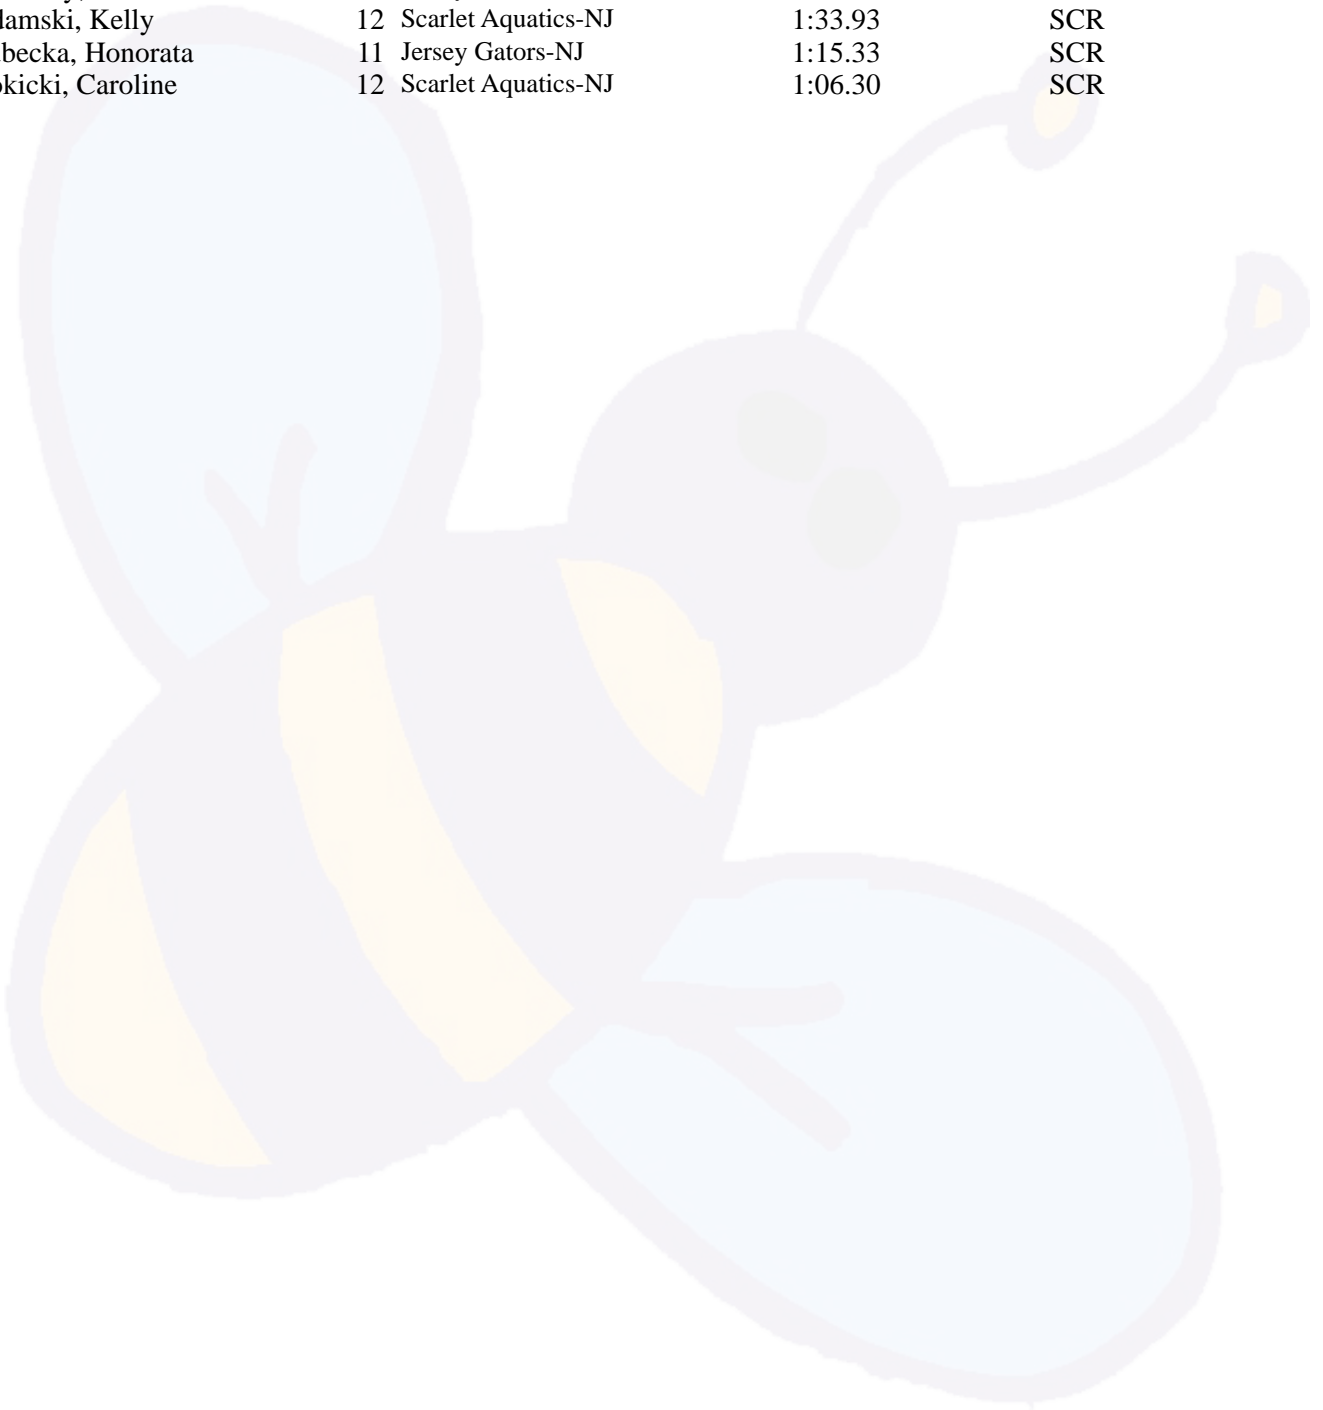 damski, Kelly 12 Scarlet Aquatics-NJ 1:33.93 SCR
becka, Honorata 11 Jersey Gators-NJ 1:15.33 SCR
okicki, Caroline 12 Scarlet Aquatics-NJ 1:06.30 SCR